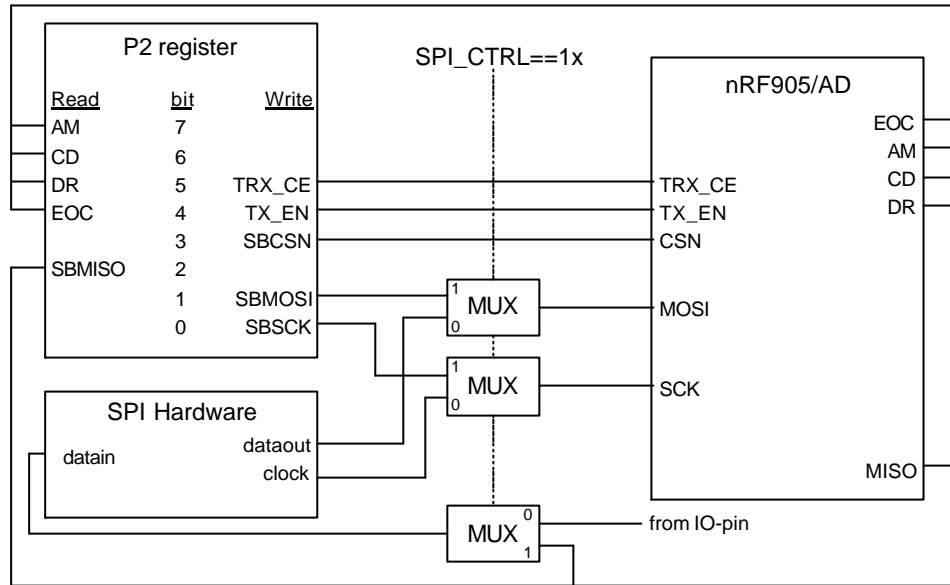 P2 register
SPI_CTRL==1x
nRF905/AD
Read bit Write
AM 7
CD 6
DR 5 TRX_CE
EOC 4 TX_EN
3 SBCSN
SBMISO 2
1 SBMOSI
0 SBSCK
EOC
AM
CD
TRX_CE
DR
TX_EN
CSN
1
MUX
0
MOSI
1
MUX
0
SCK
SPI Hardware
dataout
datain
clock
MISO
0
MUX
1
from IO-pin